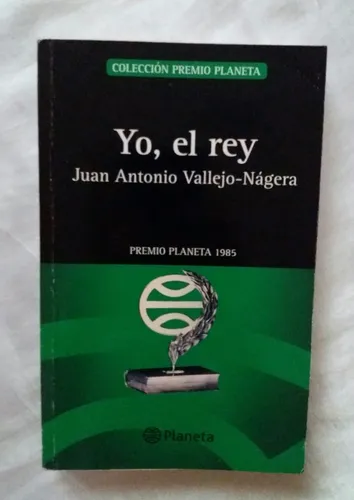 COLECCIÓN PREMIO PLANETA
Yo, el rey
Juan Antonio Vallejo-Nágera
PREMIO PLANETA 1985
Planeta